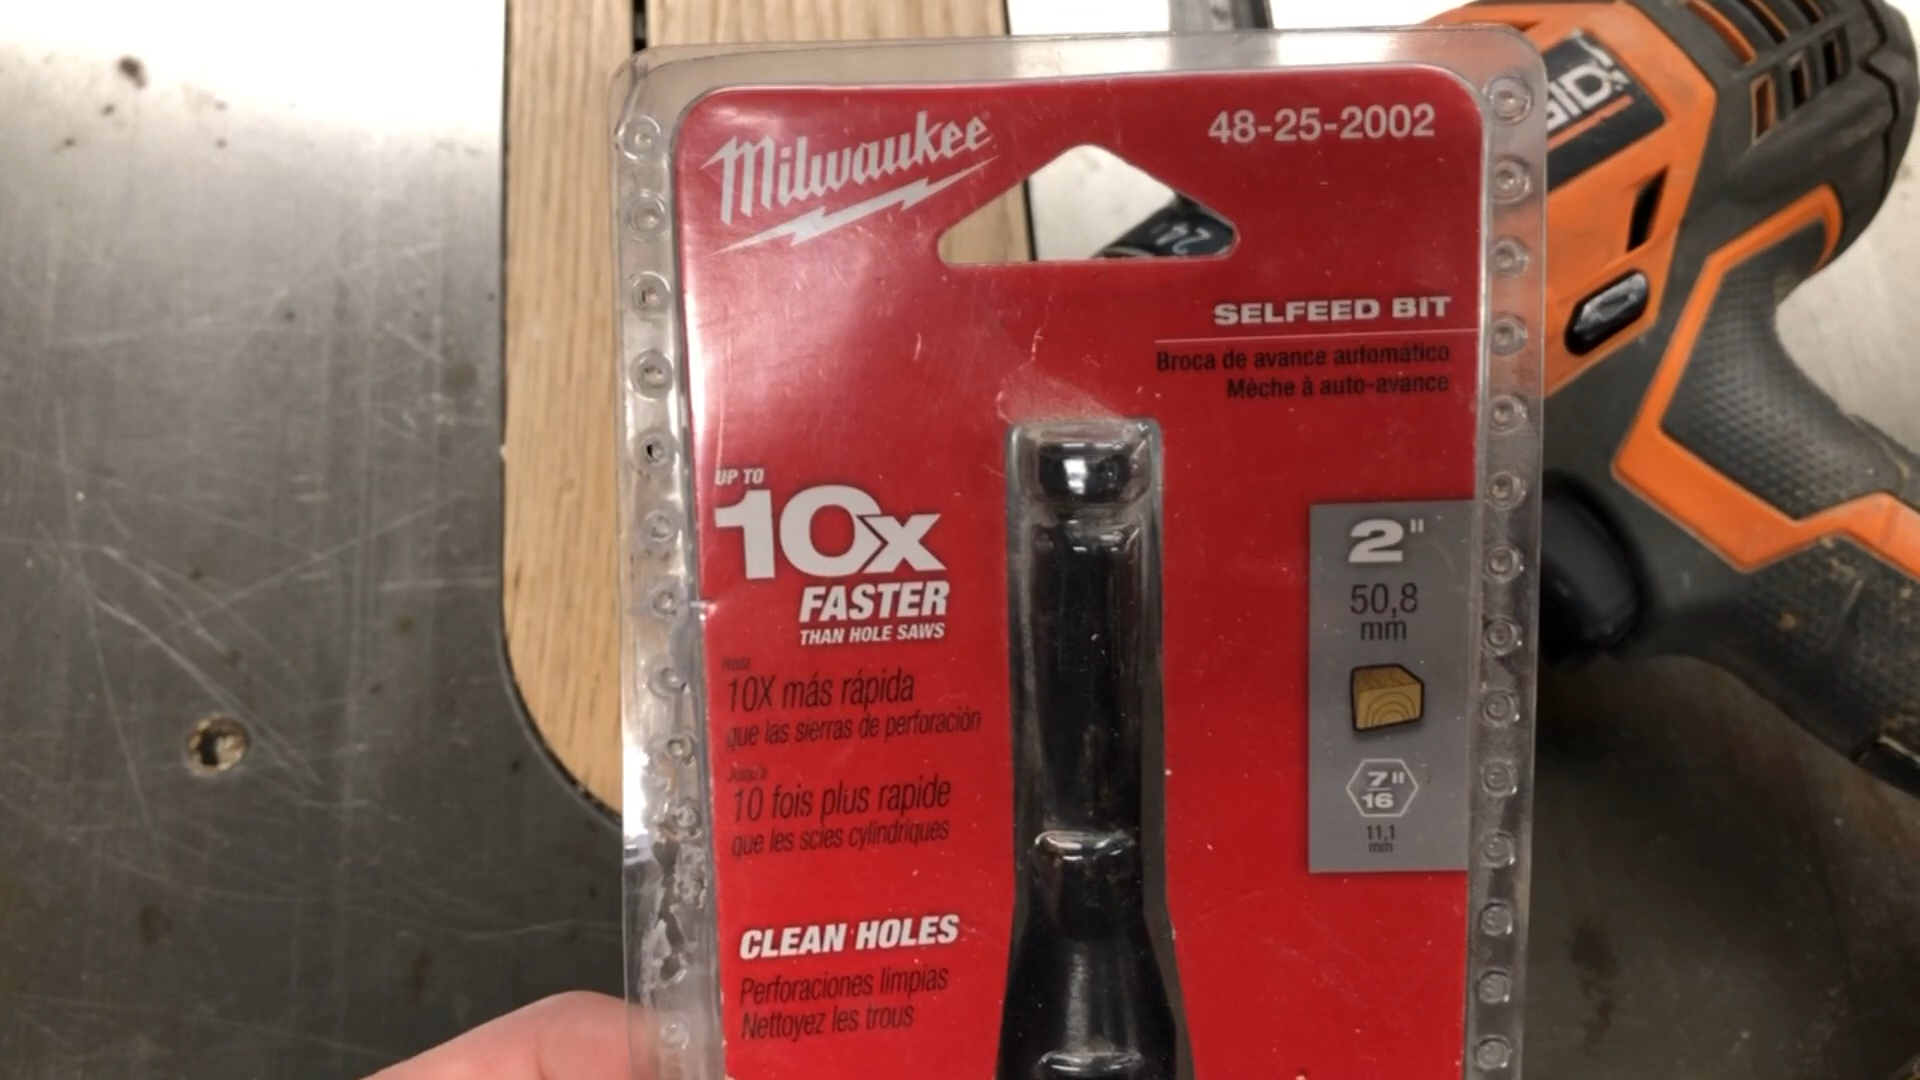 Milwaukee
48-25-2002
24
SELFEED BIT
Broca de avance automático
Mèche à auto-avance
UP TO
10x
FASTER
THAN HOLE SAWS
Hasta
10X más rápida
que las sierras de perforación
Jusqu'à
10 fois plus rapide
que les scies cylindriques
CLEAN HOLES
Perforaciones limpias
Nettoyez les trous
2"
50,8
mm
7"
16
11,1
mm